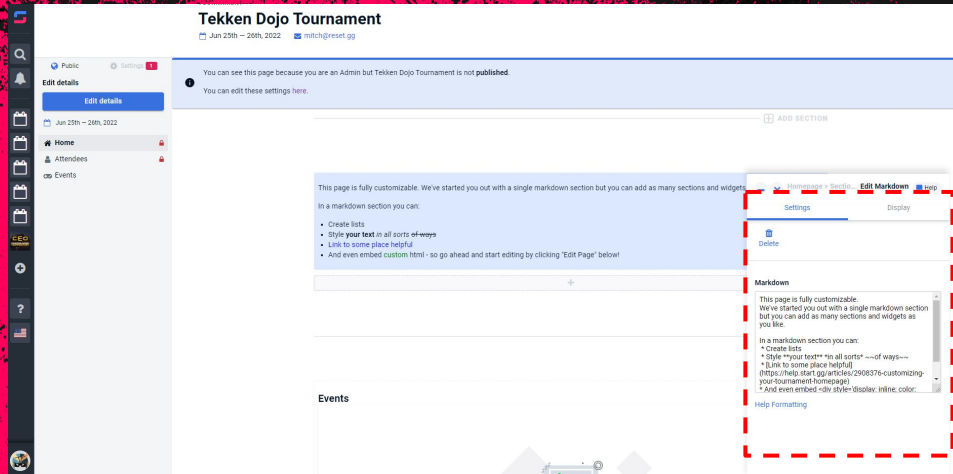 Tekken Dojo Tournament
Jun 25th — 26th, 2022 mitch@reset.gg
Public Settings 1
Edit details
Edit details
Jun 25th — 26th, 2022
Home
Attendees
Events
You can see this page because you are an Admin but Tekken Dojo Tournament is not published.
You can edit these settings here.
ADD SECTION
This page is fully customizable. We've started you out with a single markdown section but you can add as many sections and widgets
In a markdown section you can:
• Create lists
• Style your text in all sorts of ways
• Link to some place helpful
• And even embed custom html - so go ahead and start editing by clicking "Edit Page" below!
Events
Homepage > Sectio... Edit Markdown Help
Settings Display
Delete
Markdown
This page is fully customizable.
We've started you out with a single markdown section
but you can add as many sections and widgets as
you like.
In a markdown section you can:
* Create lists
* Style **your text** *in all sorts* ~~of ways~~
* [Link to some place helpful]
(https://help.start.gg/articles/2908376-customizing-
your-tournament-homepage)
* And even embed <div style='display: inline; color:
Help Formatting
CEO
?